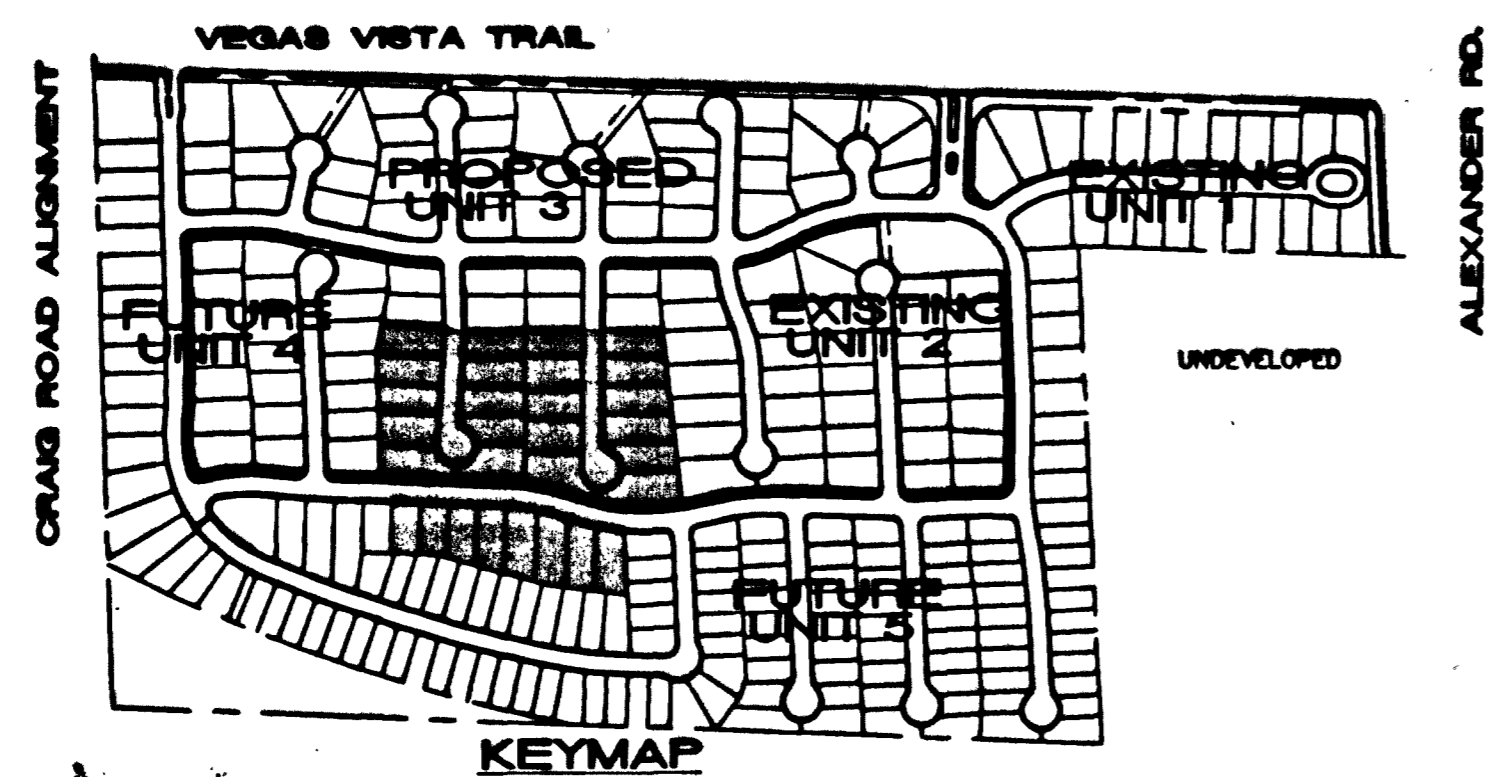 VEGAS VISTA TRAIL
CRAIG ROAD ALIGNMENT
ALEXANDER RD.
PROPOSED
UNIT 3
EXISTING
UNIT 1
FUTURE
UNIT 4
EXISTING
UNIT 2
UNDEVELOPED
FUTURE
UNIT 5
KEYMAP